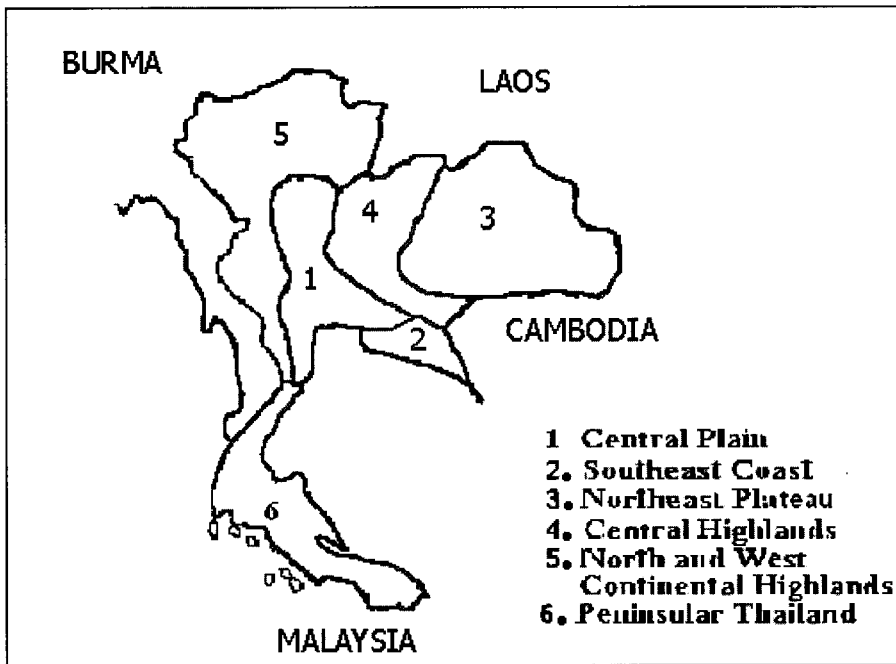 BURMA
LAOS
5
4
3
1
2
CAMBODIA
6
MALAYSIA
1 Central Plain
2. Southeast Coast
3. Northeast Plateau
4. Central Highlands
5. North and West
Continental Highlands
6. Peninsular Thailand